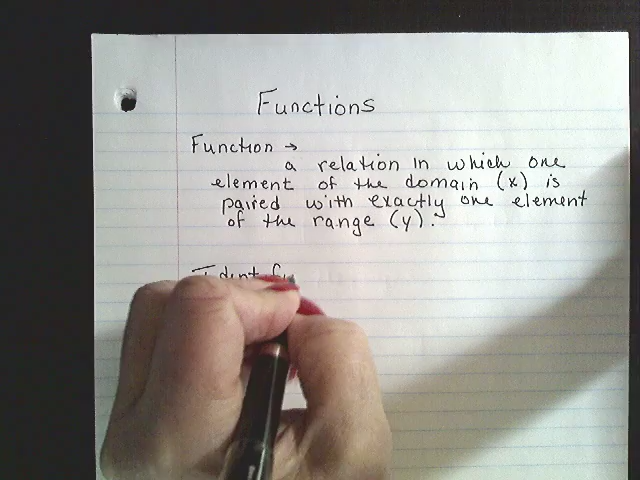 Functions
Function →
a relation in which one
element of the domain (x) is
paired with exactly one element
of the range (y).